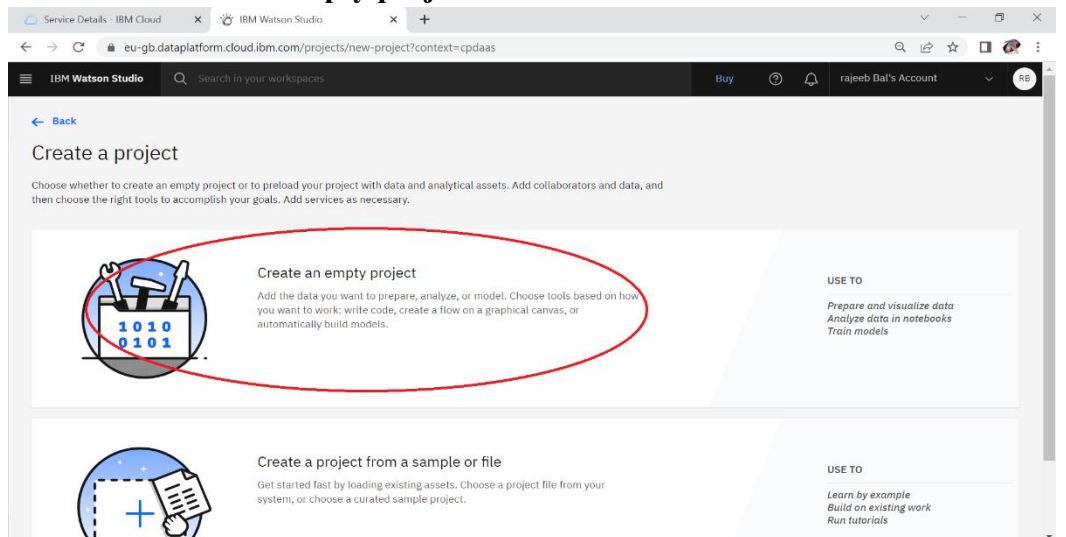 Service Details - IBM Cloud
IBM Watson Studio
eu-gb.dataplatform.cloud.ibm.com/projects/new-project?context=cpdaas
IBM Watson Studio
Search in your workspaces
Buy
rajeeb Bal's Account
RB
Back
Create a project
Choose whether to create an empty project or to preload your project with data and analytical assets. Add collaborators and data, and
then choose the right tools to accomplish your goals. Add services as necessary.
1010
0101
Create an empty project
Add the data you want to prepare, analyze, or model. Choose tools based on how
you want to work: write code, create a flow on a graphical canvas, or
automatically build models.
USE TO
Prepare and visualize data
Analyze data in notebooks
Train models
Create a project from a sample or file
Get started fast by loading existing assets. Choose a project file from your
system, or choose a curated sample project.
USE TO
Learn by example
Build on existing work
Run tutorials